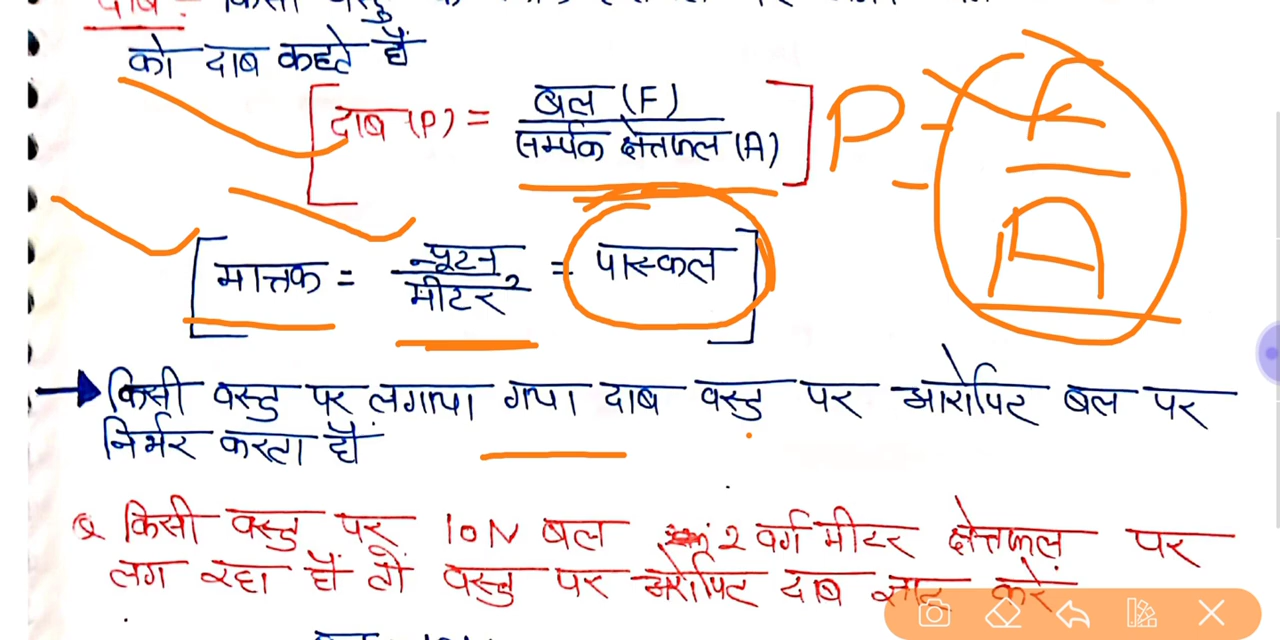 दाब :- किसी वस्तु के
को दाब कहते हैं
[दाब (P) = बल (F) / सम्पर्क क्षेत्रफल (A)] P = F / A
[मात्रक = न्यूटन / मीटर² = पास्कल]
→ किसी वस्तु पर लगाया गया दाब वस्तु पर आरोपित बल पर
निर्भर करता है
Q किसी वस्तु पर 10N बल 2 वर्ग मीटर क्षेत्रफल पर
लग रहा है तो वस्तु पर आरोपित दाब ज्ञात करे